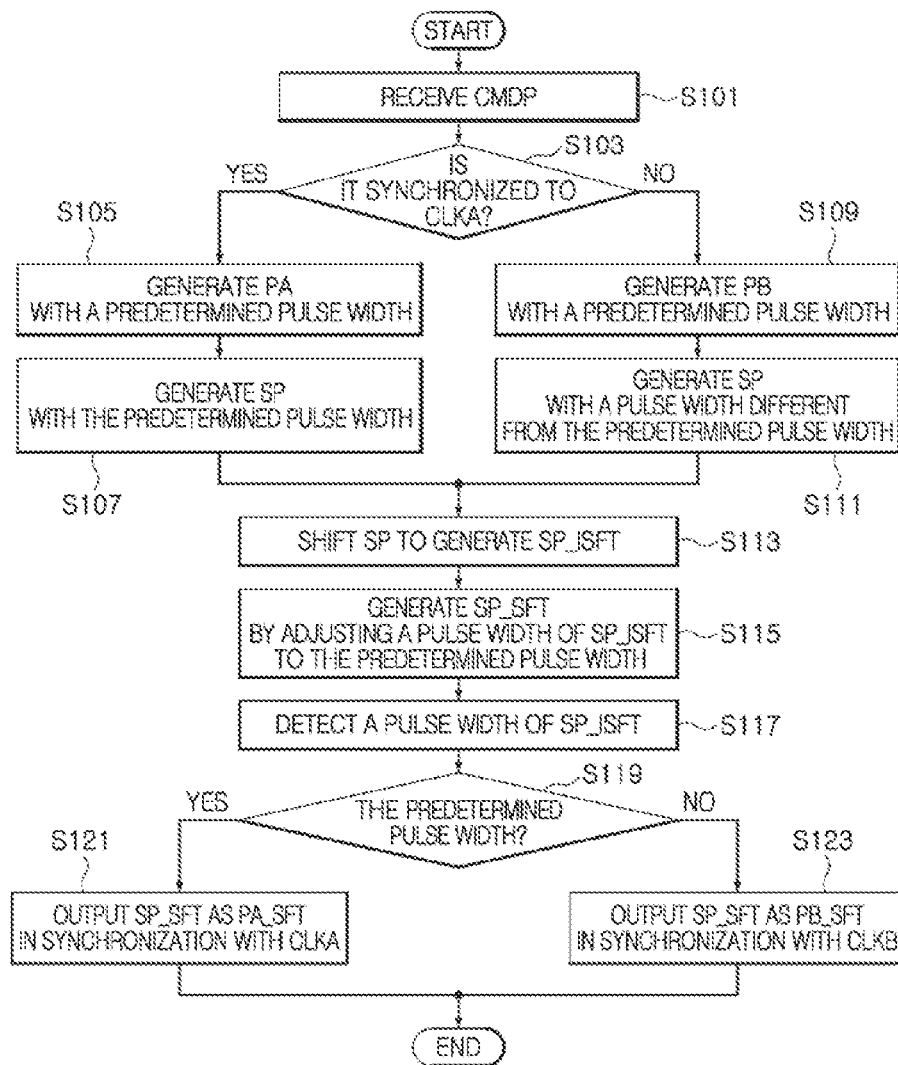 START
RECEIVE CMDP
S101
S103
IS
IT SYNCHRONIZED TO
CLKA?
YES
NO
S105
S109
GENERATE PA
WITH A PREDETERMINED PULSE WIDTH
GENERATE PB
WITH A PREDETERMINED PULSE WIDTH
GENERATE SP
WITH THE PREDETERMINED PULSE WIDTH
GENERATE SP
WITH A PULSE WIDTH DIFFERENT
FROM THE PREDETERMINED PULSE WIDTH
S107
S111
SHIFT SP TO GENERATE SP_ISFT
S113
GENERATE SP_SFT
BY ADJUSTING A PULSE WIDTH OF SP_ISFT
TO THE PREDETERMINED PULSE WIDTH
S115
DETECT A PULSE WIDTH OF SP_ISFT
S117
S119
YES
NO
THE PREDETERMINED
PULSE WIDTH?
S121
S123
OUTPUT SP_SFT AS PA_SFT
IN SYNCHRONIZATION WITH CLKA
OUTPUT SP_SFT AS PB_SFT
IN SYNCHRONIZATION WITH CLKB
END